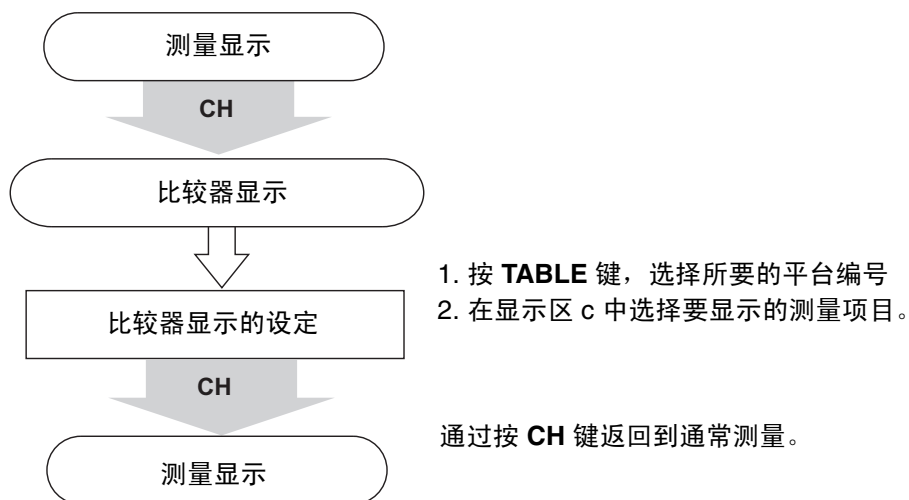 测量显示
CH
比较器显示
1. 按 TABLE 键，选择所要的平台编号
2. 在显示区 c 中选择要显示的测量项目。
比较器显示的设定
CH
通过按 CH 键返回到通常测量。
测量显示